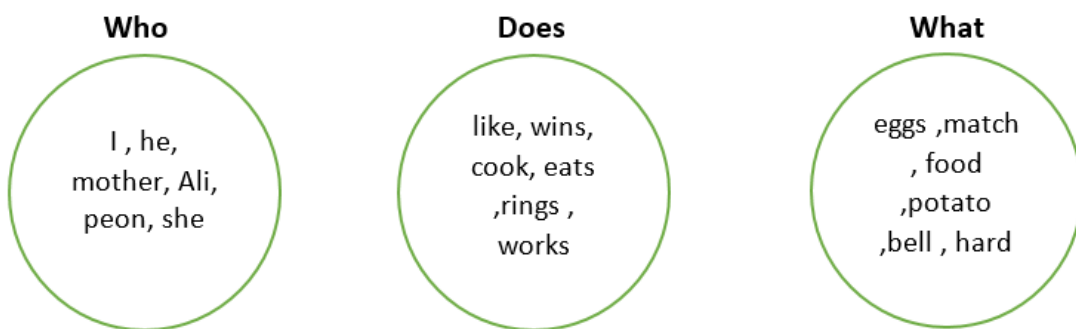 Who
I , he,
mother, Ali,
peon, she
Does
like, wins,
cook, eats
,rings ,
works
What
eggs ,match
, food
,potato
,bell , hard